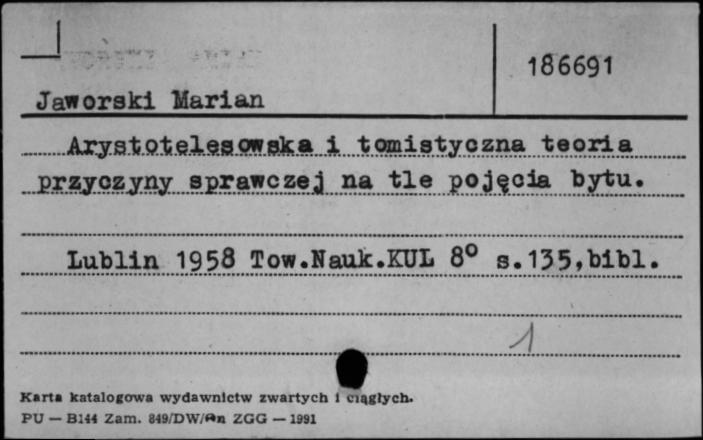 186691
Jaworski Marian
Arystotelesowska i tomistyczna teoria
przyczyny sprawczej na tle pojęcia bytu.
Lublin 1958 Tow.Nauk.KUL 8° s.135,bibl.
1
Karta katalogowa wydawnictw zwartych i ciągłych.
PU — B144 Zam. 849/DW/An ZGG — 1991